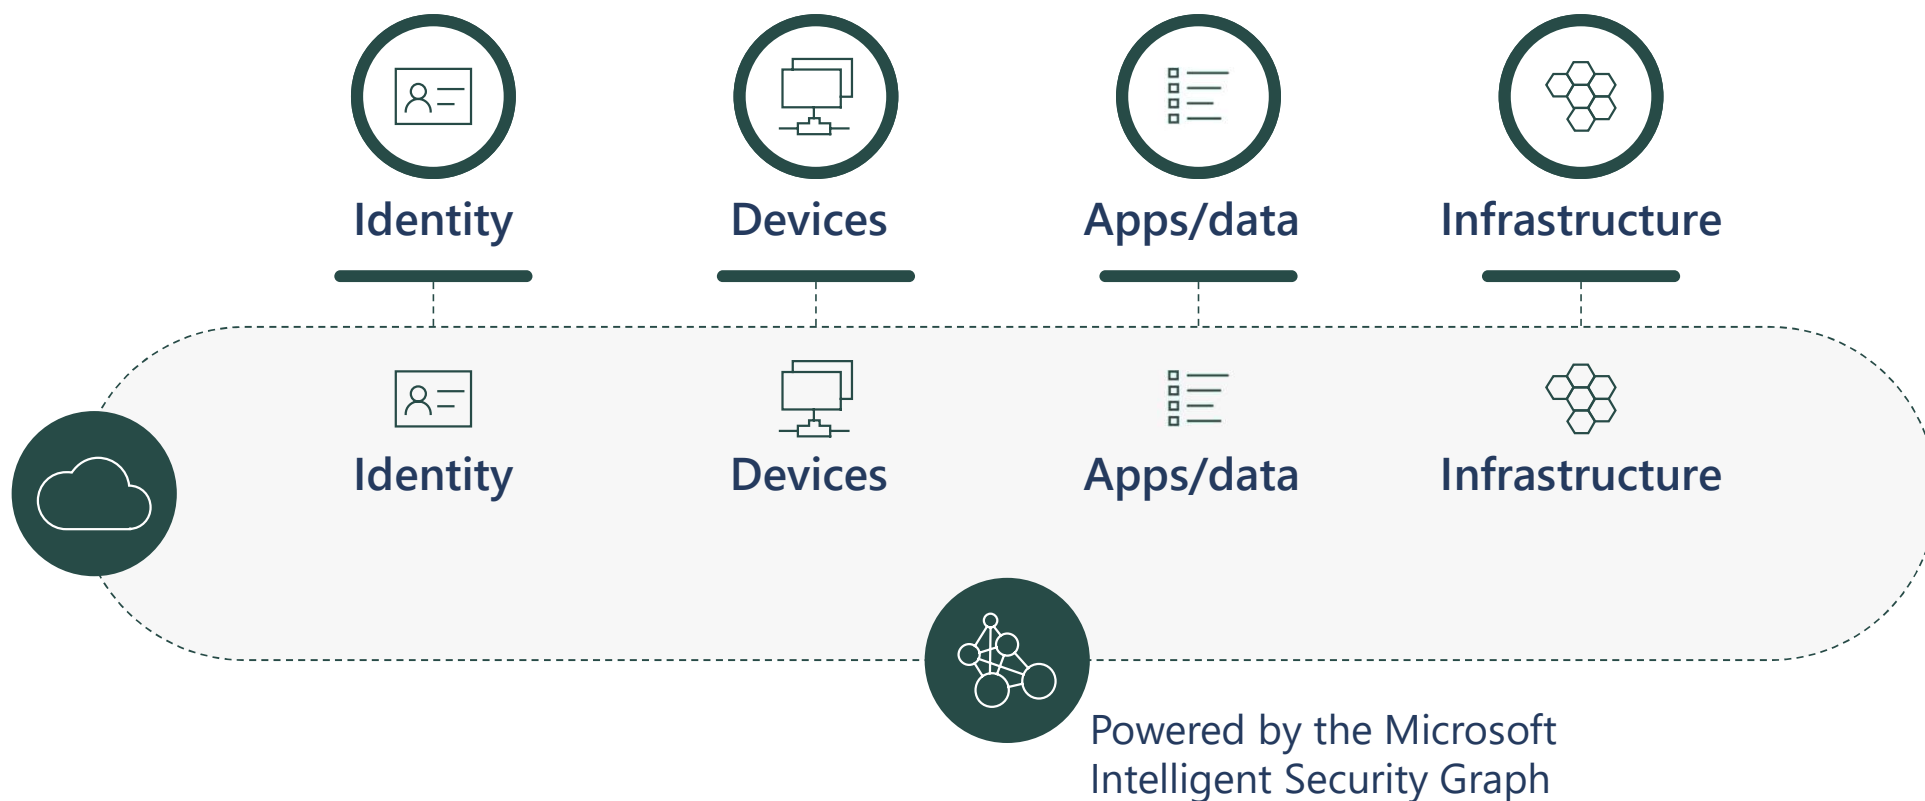 Identity
Devices
Apps/data
Infrastructure
Identity
Devices
Apps/data
Infrastructure
Powered by the Microsoft
Intelligent Security Graph